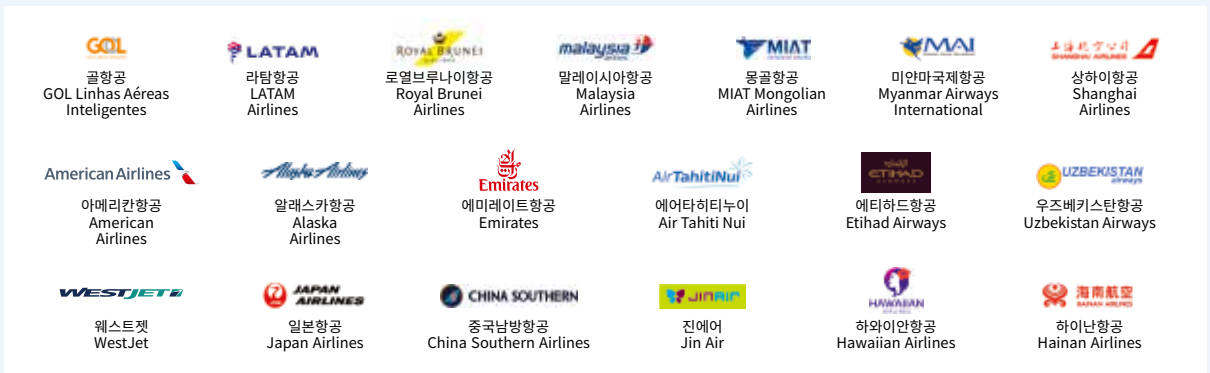 GOL
LATAM
ROYAL BRUNEI
malaysia
airlines
MIAT
MAI
上海航空公司
SHANGHAI AIRLINES
골항공
GOL Linhas Aéreas
Inteligentes
라탐항공
LATAM
Airlines
로열브루나이항공
Royal Brunei
Airlines
말레이시아항공
Malaysia
Airlines
몽골항공
MIAT Mongolian
Airlines
미얀마국제항공
Myanmar Airways
International
상하이항공
Shanghai
Airlines
American Airlines
Alaska Airlines
Emirates
AirTahitiNui
ETIHAD
AIRWAYS
UZBEKISTAN
airways
아메리칸항공
American
Airlines
알래스카항공
Alaska
Airlines
에미레이트항공
Emirates
에어타히티누이
Air Tahiti Nui
에티하드항공
Etihad Airways
우즈베키스탄항공
Uzbekistan Airways
WESTJET
JAPAN
AIRLINES
CHINA SOUTHERN
JINAIR
HAWAIIAN
AIRLINES
海南航空
HAINAN AIRLINES
웨스트젯
WestJet
일본항공
Japan Airlines
중국남방항공
China Southern Airlines
진에어
Jin Air
하와이안항공
Hawaiian Airlines
하이난항공
Hainan Airlines